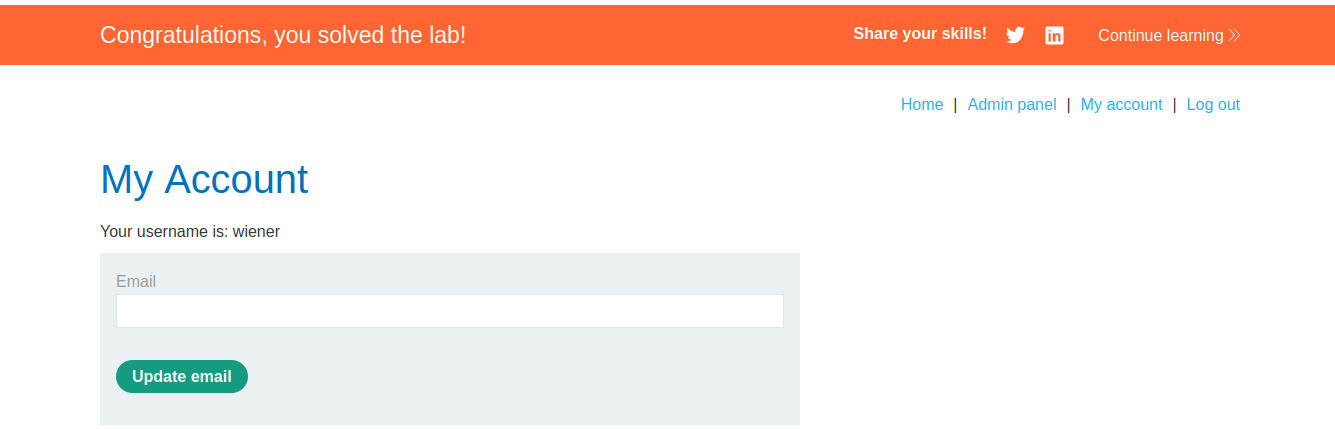 Congratulations, you solved the lab!
Share your skills!
Continue learning
Home | Admin panel | My account | Log out
My Account
Your username is: wiener
Email
Update email